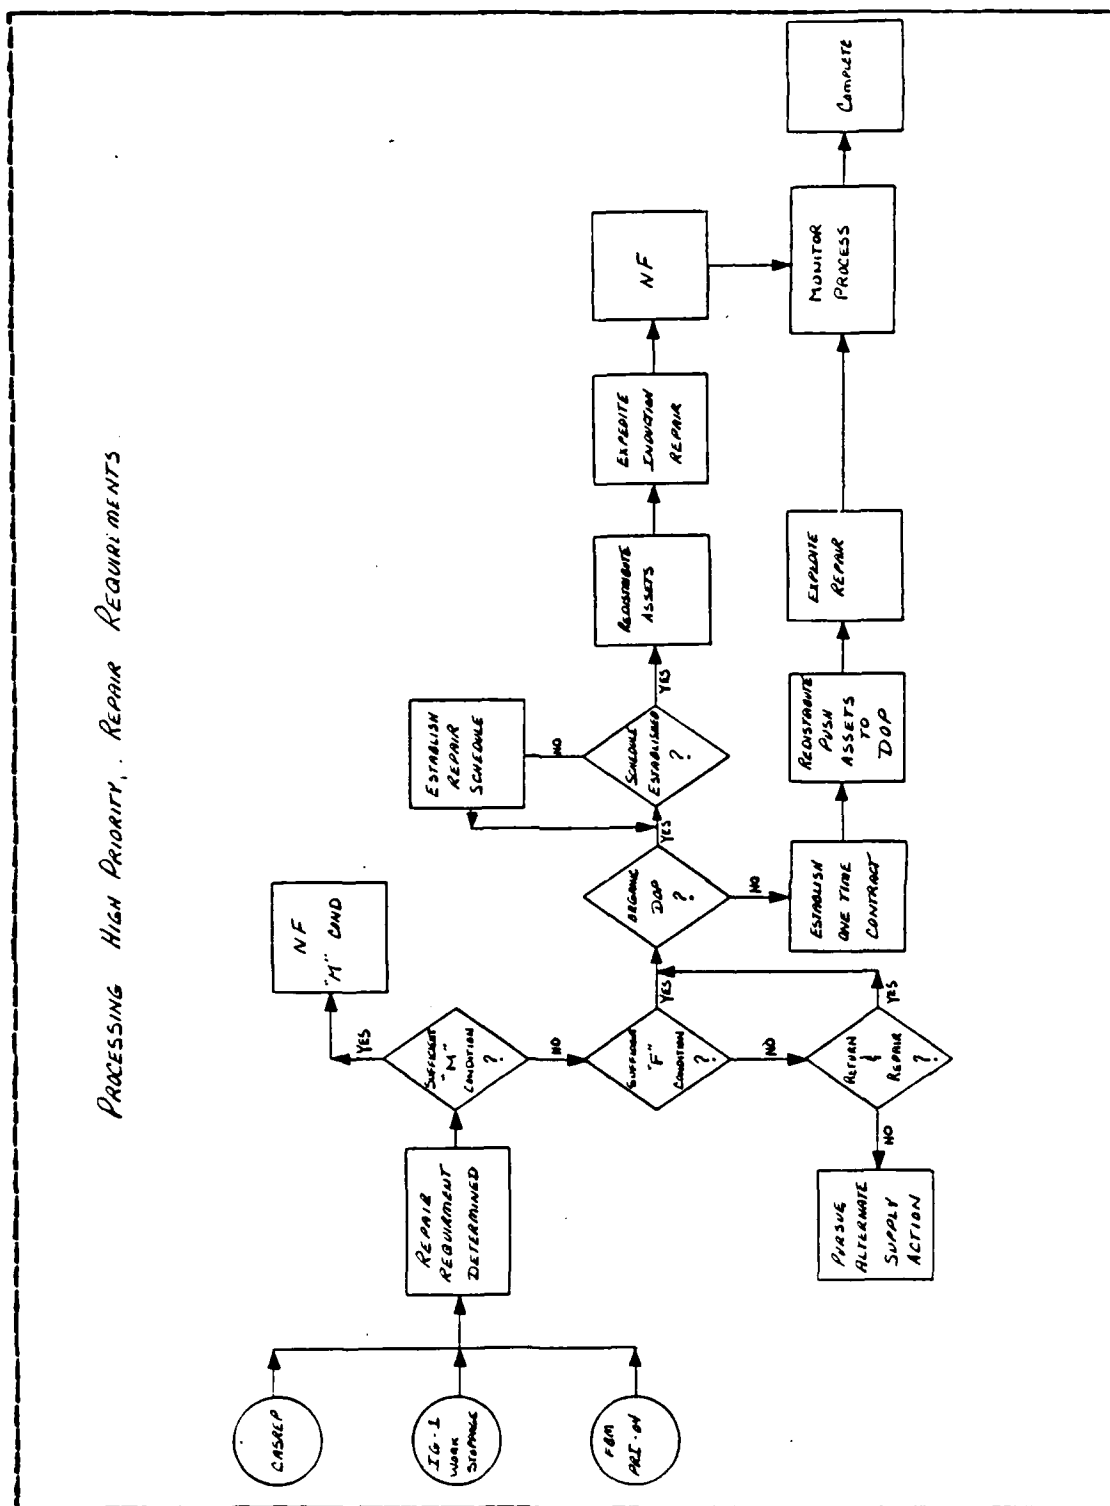 PROCESSING HIGH PRIORITY, REPAIR REQUIREMENTS
CASREP
IG-1
WORK
STOPPAGE
FBM
PRI-04
REPAIR
REQUIRMENT
DETERMINED
SUFFICIENT
"M"
CONDITION
?
YES
NF
"M" COND
NO
SUFFICIENT
"F"
CONDITION
?
NO
RETURN
&
REPAIR
?
NO
PURSUE
ALTERNATE
SUPPLY
ACTION
YES
YES
ORGANIC
DOP
?
NO
ESTABLISH
ONE TIME
CONTRACT
REDISTRIBUTE
PUSH
ASSETS
TO
DOP
EXPEDITE
REPAIR
YES
SCHEDULE
ESTABLISHED
?
NO
ESTABLISH
REPAIR
SCHEDULE
YES
REDISTRIBUTE
ASSETS
EXPEDITE
INDUCTION
REPAIR
NF
MONITOR
PROCESS
COMPLETE